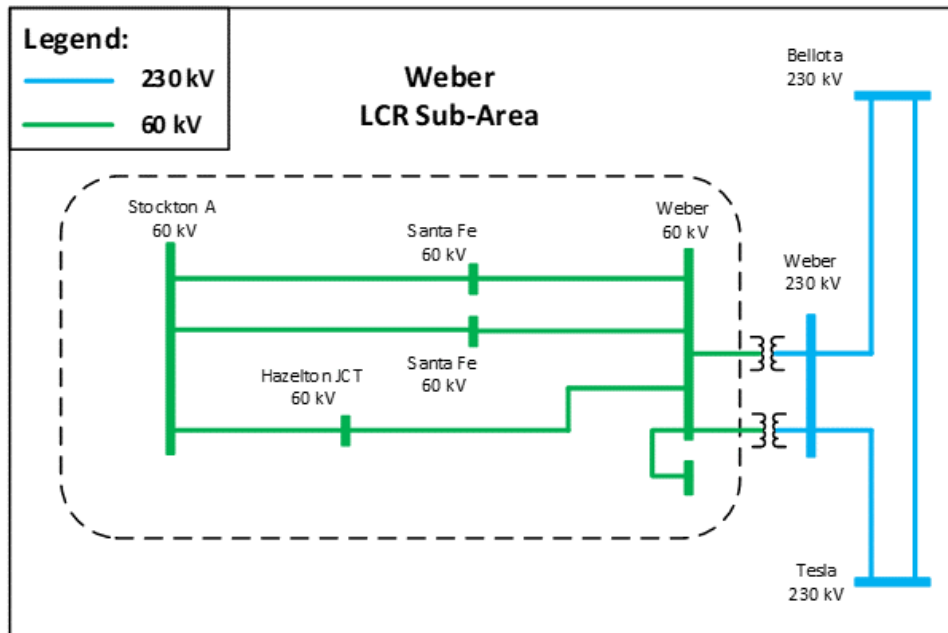 Legend:
230 kV
60 kV
Weber
LCR Sub-Area
Bellota
230 kV
Stockton A
60 kV
Santa Fe
60 kV
Weber
60 kV
Weber
230 kV
Santa Fe
60 kV
Hazelton JCT
60 kV
Tesla
230 kV